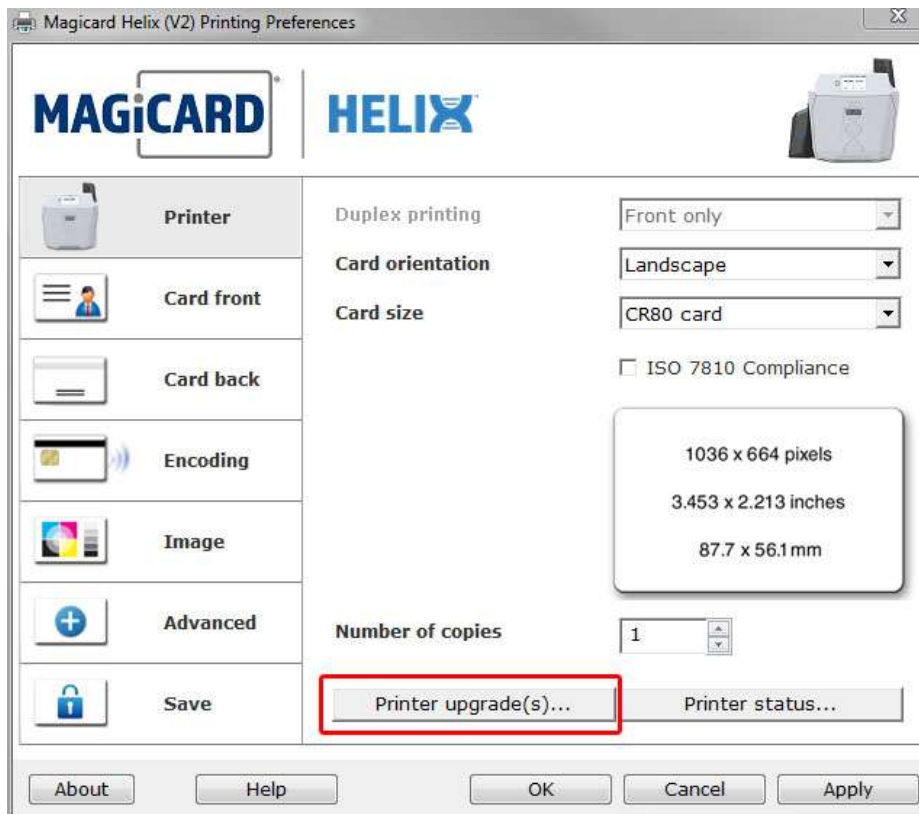 Magicard Helix (V2) Printing Preferences
MAGiCARD
HELIX
Printer
Card front
Card back
Encoding
Image
Advanced
Save
Duplex printing
Front only
Card orientation
Landscape
Card size
CR80 card
ISO 7810 Compliance
1036 x 664 pixels
3.453 x 2.213 inches
87.7 x 56.1 mm
Number of copies
1
Printer upgrade(s)...
Printer status...
About
Help
OK
Cancel
Apply